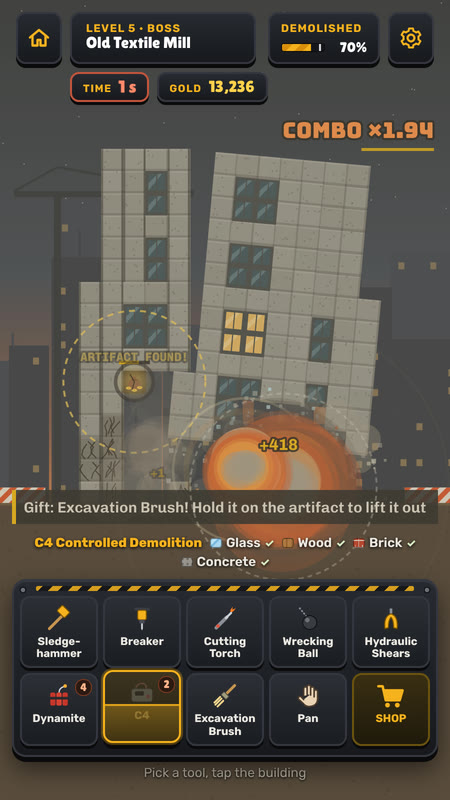 LEVEL 5 · BOSS
Old Textile Mill
DEMOLISHED
70%
TIME 1 s
GOLD 13,236
COMBO ×1.94
ARTIFACT FOUND!
+418
+1
Gift: Excavation Brush! Hold it on the artifact to lift it out
C4 Controlled Demolition Glass ✓ Wood ✓ Brick ✓
Concrete ✓
Sledge-
hammer
Breaker
Cutting
Torch
Wrecking
Ball
Hydraulic
Shears
4
Dynamite
2
C4
Excavation
Brush
Pan
SHOP
Pick a tool, tap the building